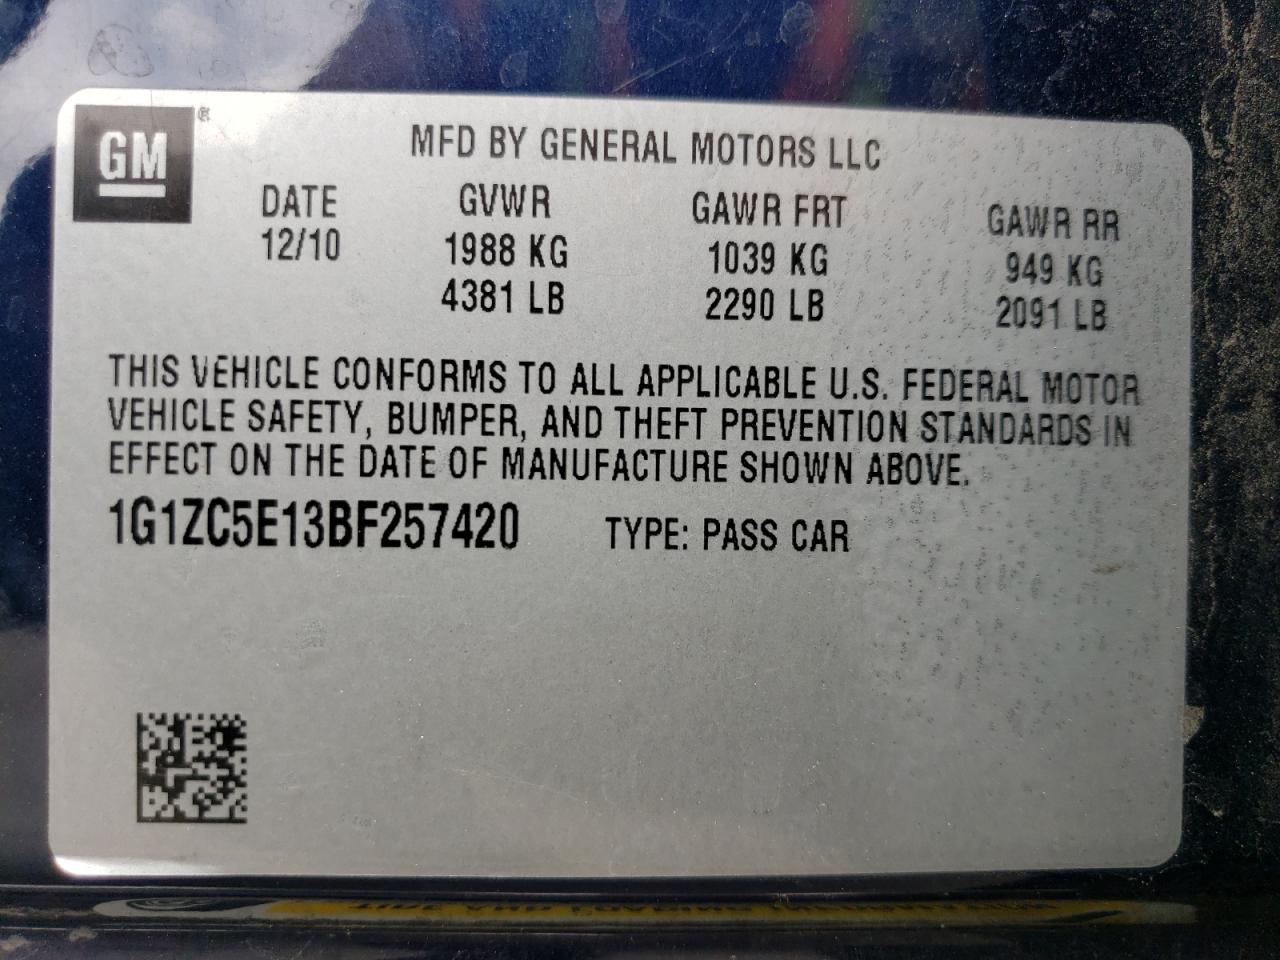 GM ®
MFD BY GENERAL MOTORS LLC
DATE GVWR GAWR FRT GAWR RR
12/10 1988 KG 1039 KG 949 KG
4381 LB 2290 LB 2091 LB
THIS VEHICLE CONFORMS TO ALL APPLICABLE U.S. FEDERAL MOTOR
VEHICLE SAFETY, BUMPER, AND THEFT PREVENTION STANDARDS IN
EFFECT ON THE DATE OF MANUFACTURE SHOWN ABOVE.
1G1ZC5E13BF257420 TYPE: PASS CAR